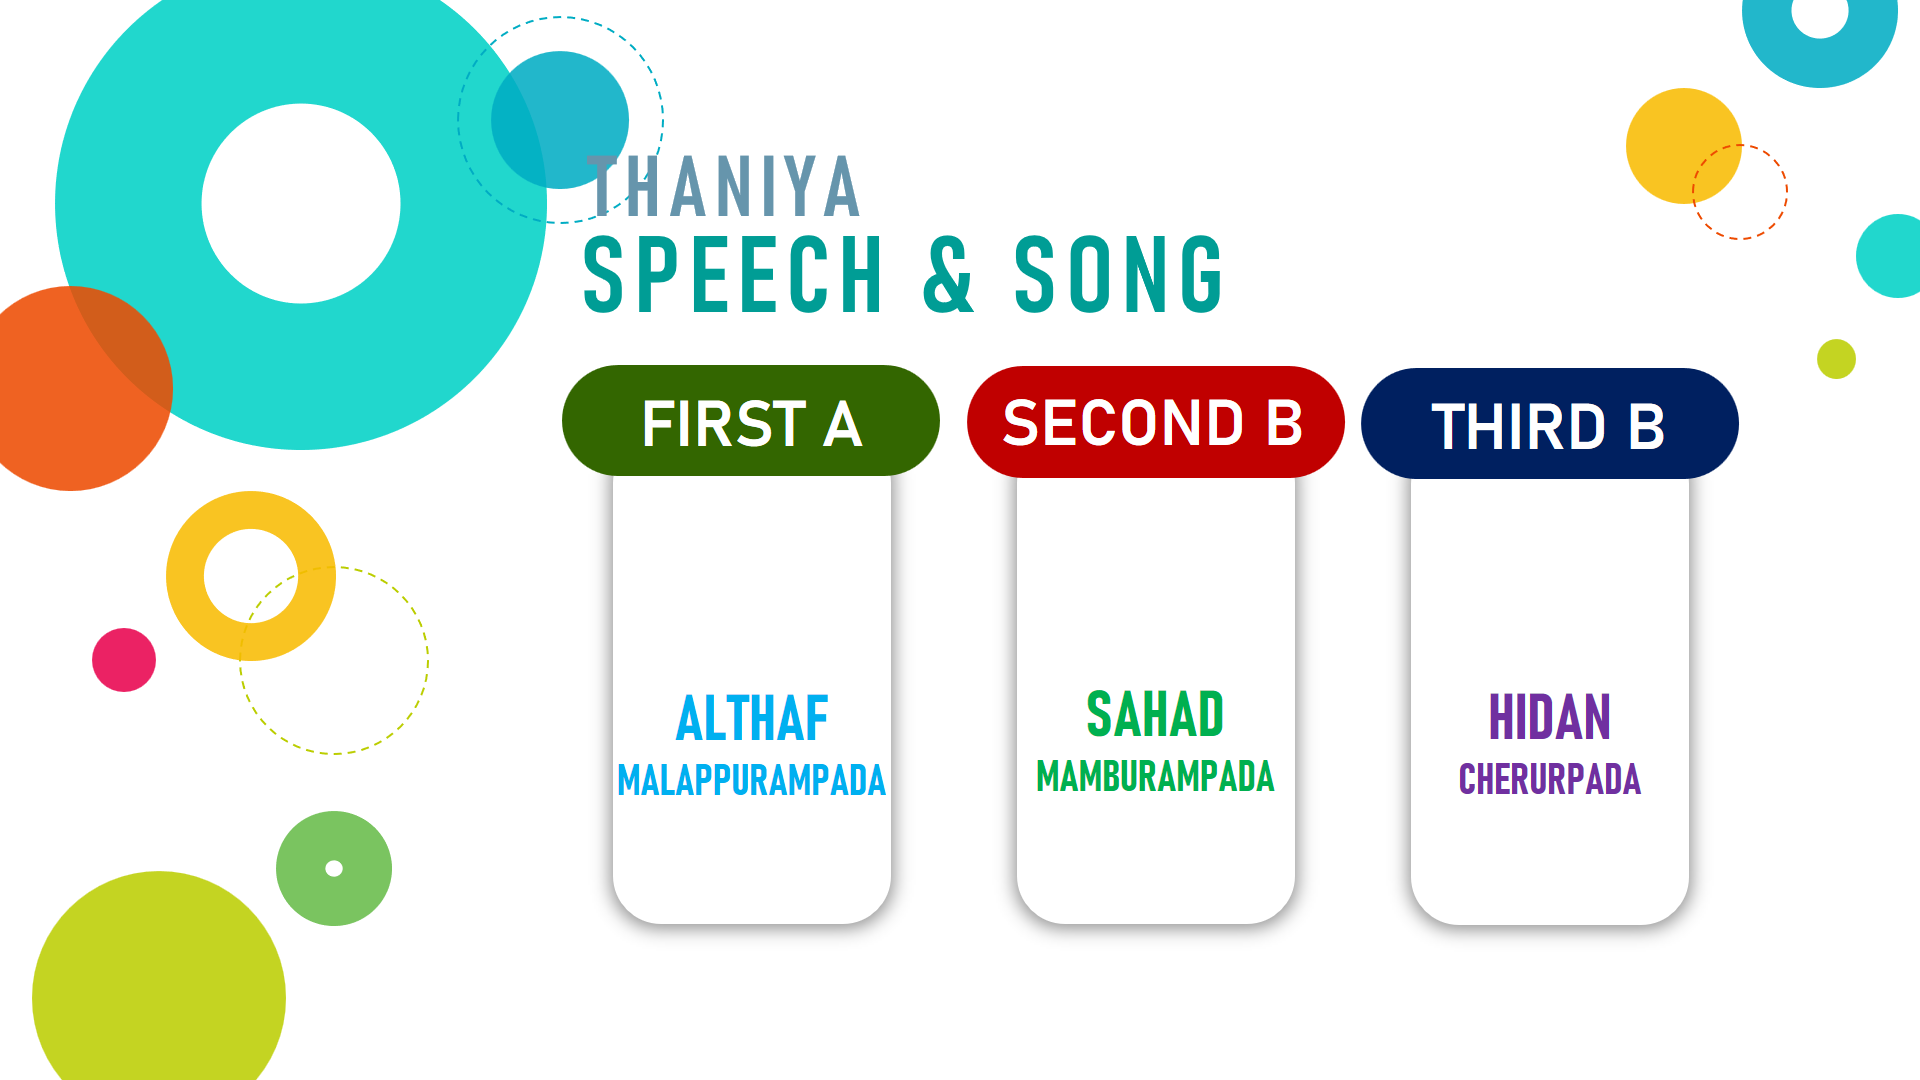 THANIYA
SPEECH & SONG
FIRST A
SECOND B
THIRD B
ALTHAF
MALAPPURAMPADA
SAHAD
MAMBURAMPADA
HIDAN
CHERURPADA